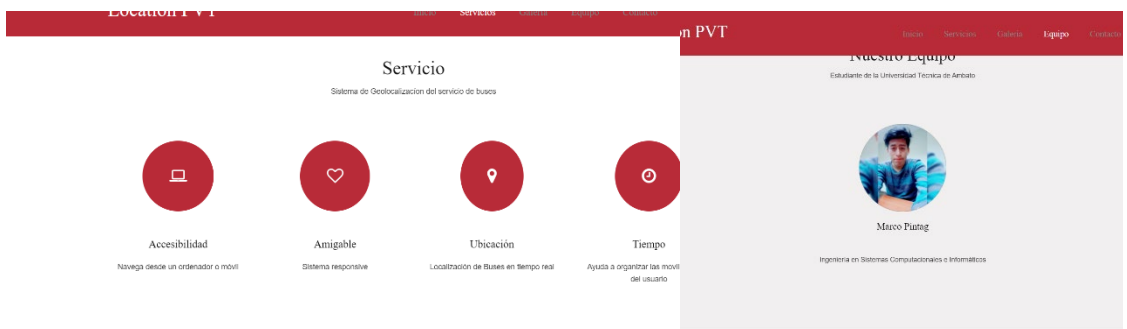 Location PVT
Inicio Servicios Galería Equipo Contacto
Servicio
Sistema de Geolocalizacíon del servicio de buses
Accesibilidad
Navega desde un ordenador o móvil
Amigable
Sistema responsive
Ubicación
Localización de Buses en tiempo real
Tiempo
Ayuda a organizar las movili
del usuario
on PVT
Inicio Servicios Galería Equipo Contacto
Nuestro Equipo
Estudiante de la Universidad Técnica de Ambato
Marco Pintag
Ingeniería en Sistemas Computacionales e Informáticos